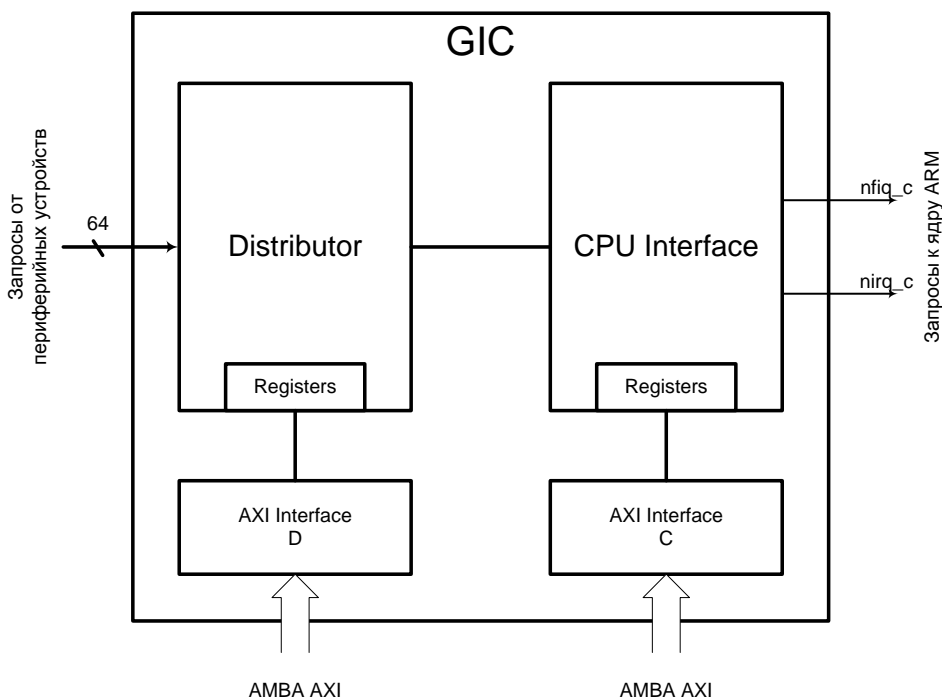 GIC
Запросы от
периферийных устройств
64
Distributor
CPU Interface
nfiq_c
nirq_c
Запросы к ядру ARM
Registers
Registers
AXI Interface
D
AXI Interface
C
AMBA AXI
AMBA AXI